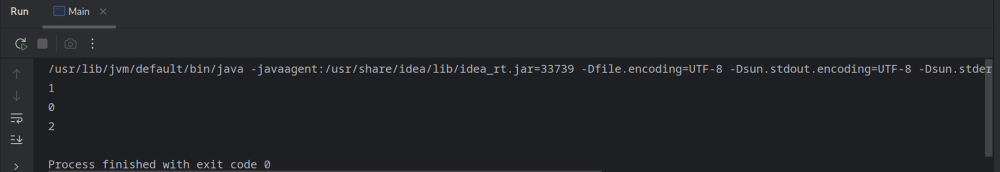 Run Main
/usr/lib/jvm/default/bin/java -javaagent:/usr/share/idea/lib/idea_rt.jar=33739 -Dfile.encoding=UTF-8 -Dsun.stdout.encoding=UTF-8 -Dsun.stder
1
0
2
Process finished with exit code 0